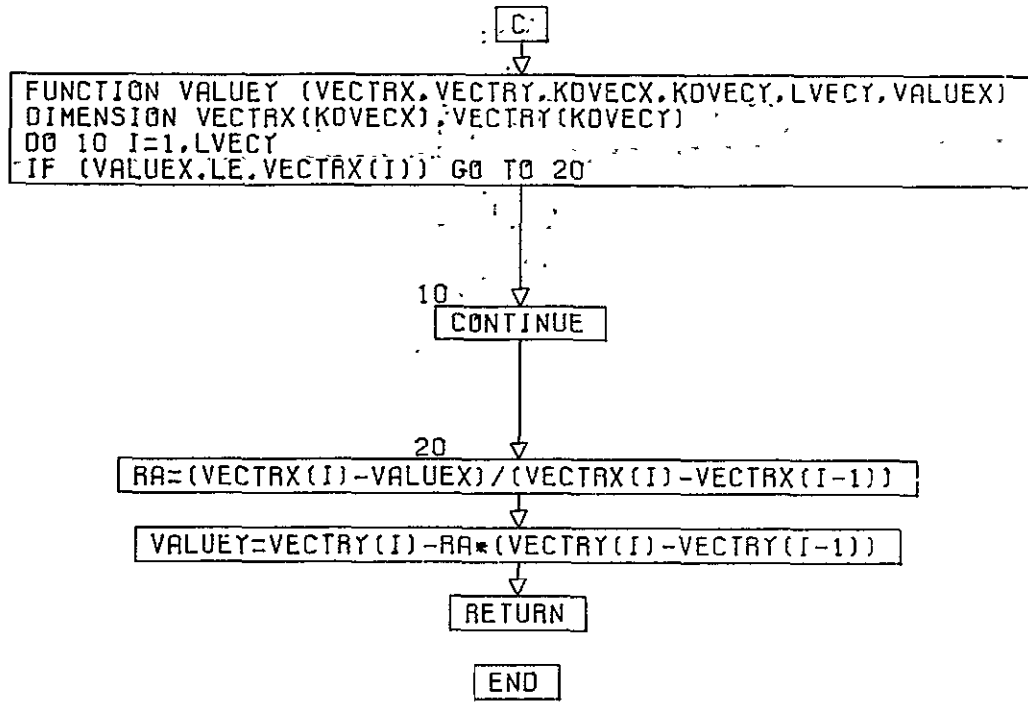 C
FUNCTION VALUEY (VECTRX,VECTRY,KOVECX,KOVECY,LVECY,VALUEX)
DIMENSION VECTRX(KOVECX),VECTRY(KOVECY)
DO 10 I=1,LVECY
IF (VALUEX.LE.VECTRX(I)) GO TO 20
10
CONTINUE
20
RA=(VECTRX(I)-VALUEX)/(VECTRX(I)-VECTRX(I-1))
VALUEY=VECTRY(I)-RA*(VECTRY(I)-VECTRY(I-1))
RETURN
END